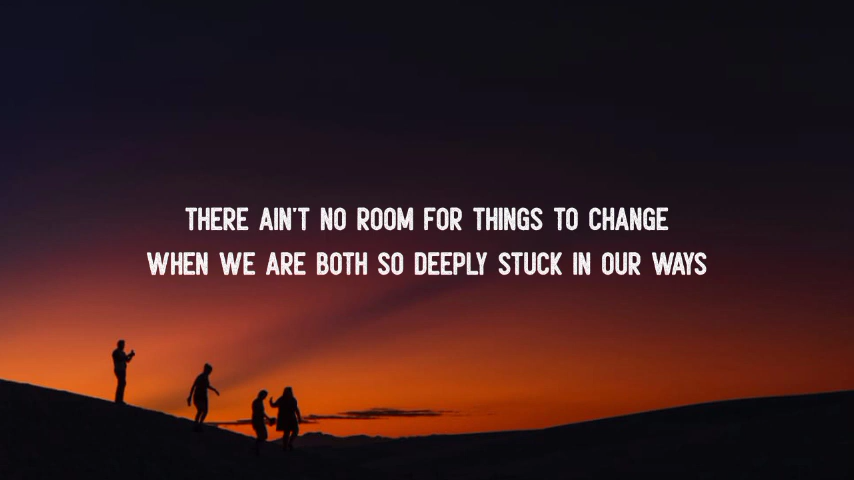 THERE AIN'T NO ROOM FOR THINGS TO CHANGE
WHEN WE ARE BOTH SO DEEPLY STUCK IN OUR WAYS